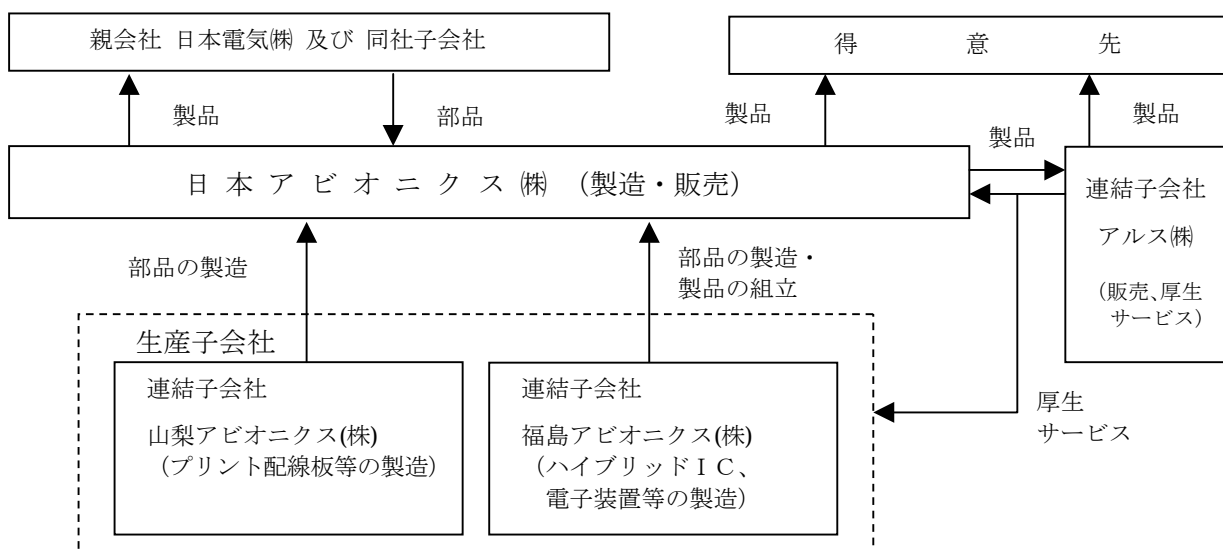 親会社 日本電気㈱ 及び 同社子会社
得 意 先
製品
部品
製品
製品
製品
日 本 ア ビ オ ニ ク ス ㈱ （製造・販売）
連結子会社
アルス㈱
（販売、厚生
サービス）
部品の製造
部品の製造・
製品の組立
生産子会社
連結子会社
山梨アビオニクス(株)
（プリント配線板等の製造）
連結子会社
福島アビオニクス(株)
（ハイブリッドＩＣ、
電子装置等の製造）
厚生
サービス